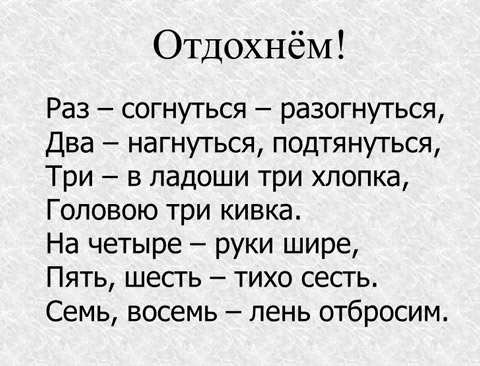 Отдохнём!
Раз – согнуться – разогнуться,
Два – нагнуться, подтянуться,
Три – в ладоши три хлопка,
Головою три кивка.
На четыре – руки шире,
Пять, шесть – тихо сесть.
Семь, восемь – лень отбросим.